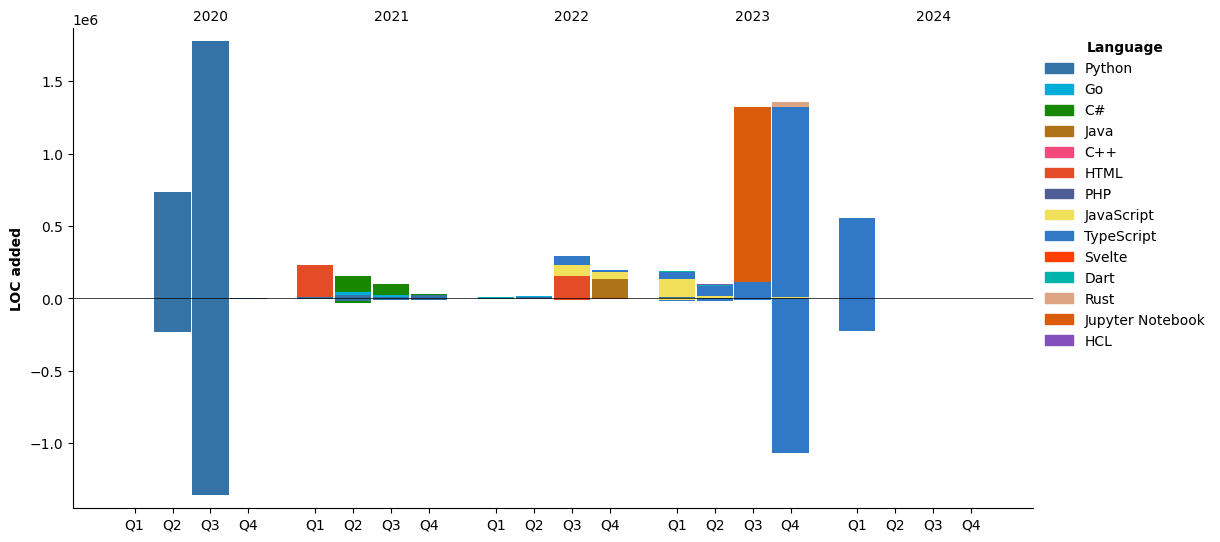 1e6
2020 2021 2022 2023 2024
LOC added
1.5
1.0
0.5
0.0
−0.5
−1.0
Q1 Q2 Q3 Q4 Q1 Q2 Q3 Q4 Q1 Q2 Q3 Q4 Q1 Q2 Q3 Q4 Q1 Q2 Q3 Q4
Language
Python
Go
C#
Java
C++
HTML
PHP
JavaScript
TypeScript
Svelte
Dart
Rust
Jupyter Notebook
HCL